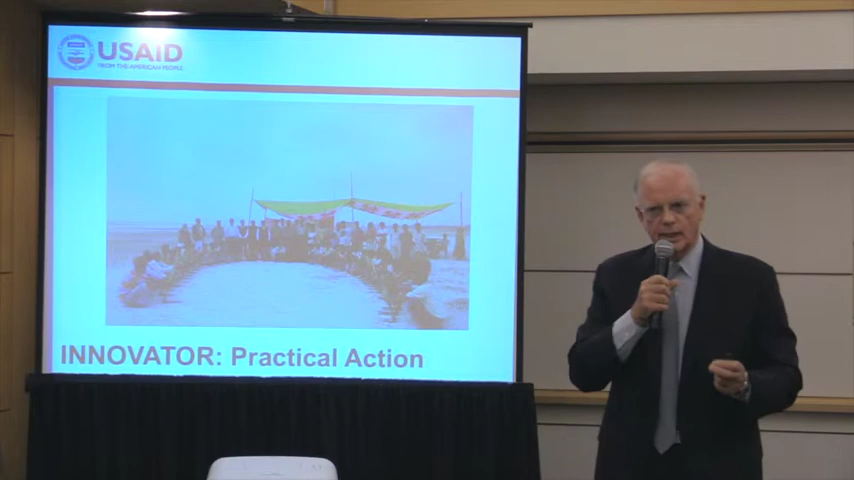 USAID
FROM THE AMERICAN PEOPLE
INNOVATOR: Practical Action